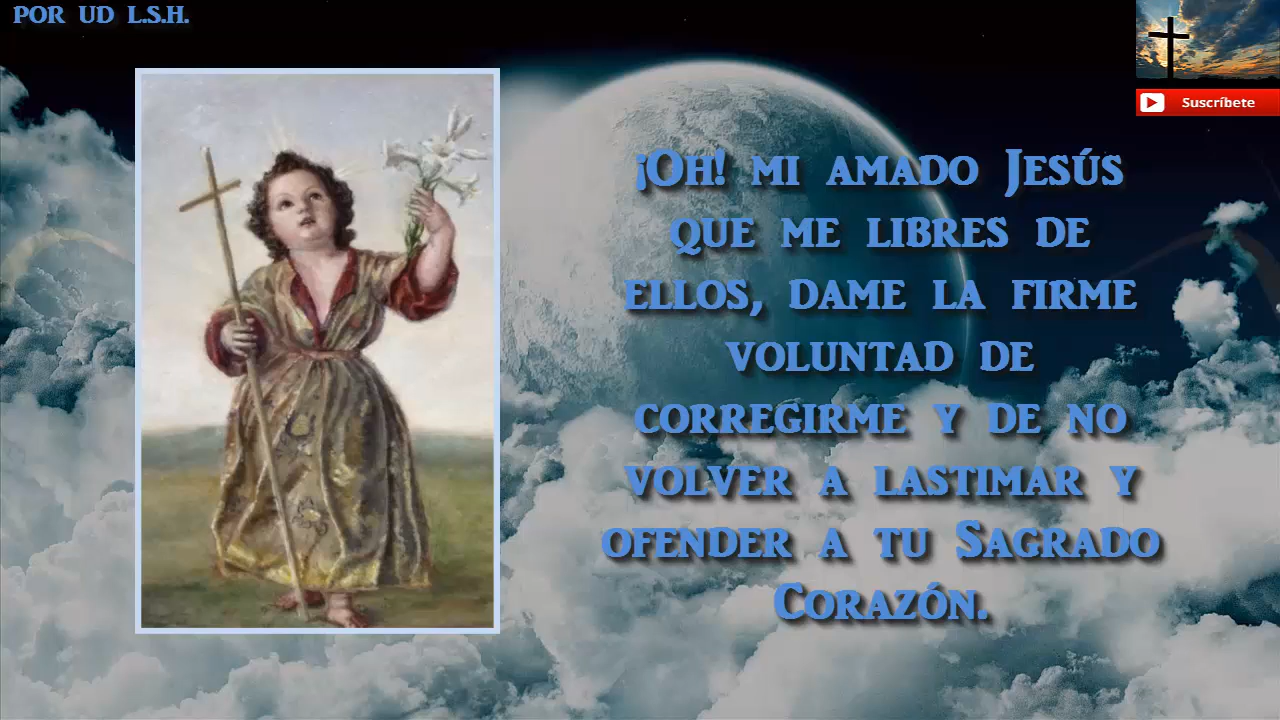 POR UD L.S.H.
Suscríbete
¡Oh! mi amado Jesús
que me libres de
ellos, dame la firme
voluntad de
corregirme y de no
volver a lastimar y
ofender a tu Sagrado
Corazón.